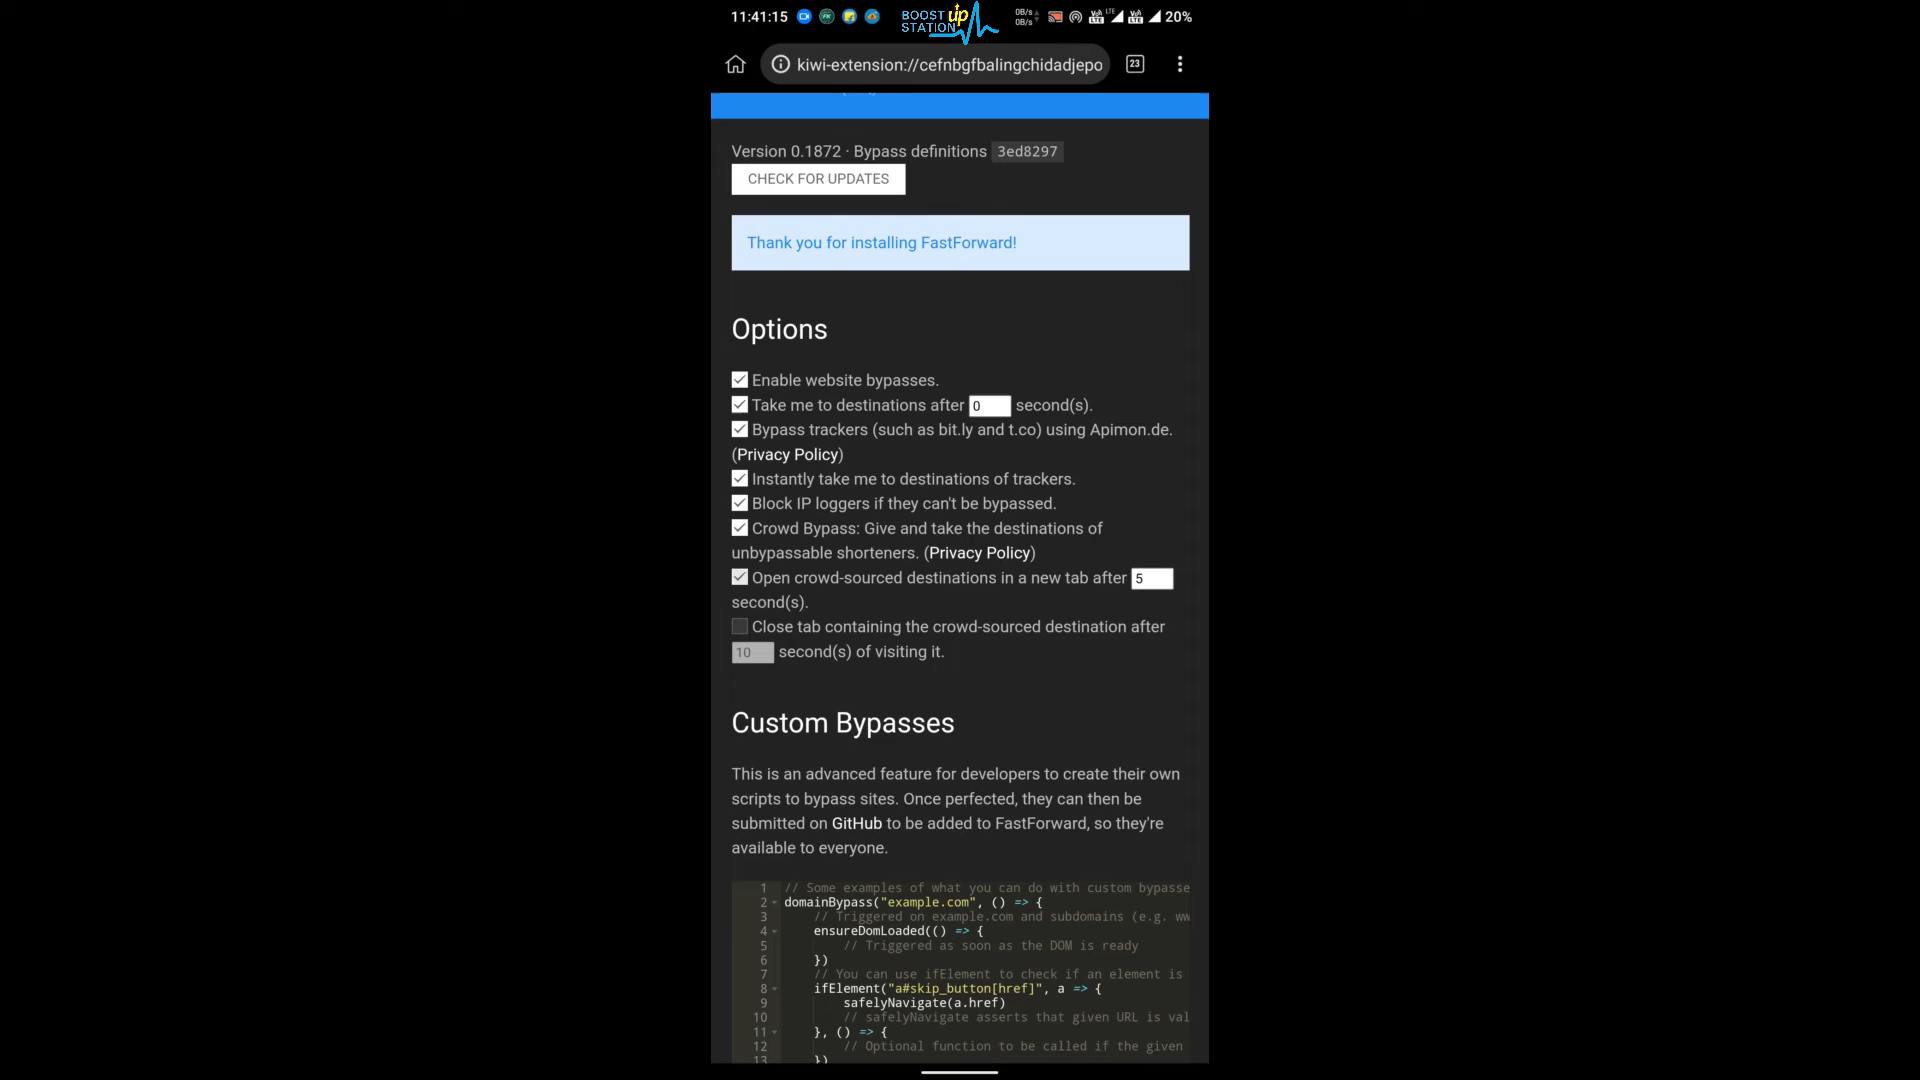 11:41:15
BOOST up
STATION
0B/s
0B/s
LTE
20%
kiwi-extension://cefnbgfbalingchidadjepo
23
Version 0.1872 · Bypass definitions 3ed8297
CHECK FOR UPDATES
Thank you for installing FastForward!
Options
Enable website bypasses.
Take me to destinations after 0 second(s).
Bypass trackers (such as bit.ly and t.co) using Apimon.de.
(Privacy Policy)
Instantly take me to destinations of trackers.
Block IP loggers if they can't be bypassed.
Crowd Bypass: Give and take the destinations of
unbypassable shorteners. (Privacy Policy)
Open crowd-sourced destinations in a new tab after 5
second(s).
Close tab containing the crowd-sourced destination after
10 second(s) of visiting it.
Custom Bypasses
This is an advanced feature for developers to create their own
scripts to bypass sites. Once perfected, they can then be
submitted on GitHub to be added to FastForward, so they're
available to everyone.
1 // Some examples of what you can do with custom bypasse
2 domainBypass("example.com", () => {
3 // Triggered on example.com and subdomains (e.g. ww
4 ensureDomLoaded(() => {
5 // Triggered as soon as the DOM is ready
6 })
7 // You can use ifElement to check if an element is
8 ifElement("a#skip_button[href]", a => {
9 safelyNavigate(a.href)
10 // safelyNavigate asserts that given URL is val
11 }, () => {
12 // Optional function to be called if the given
13 })